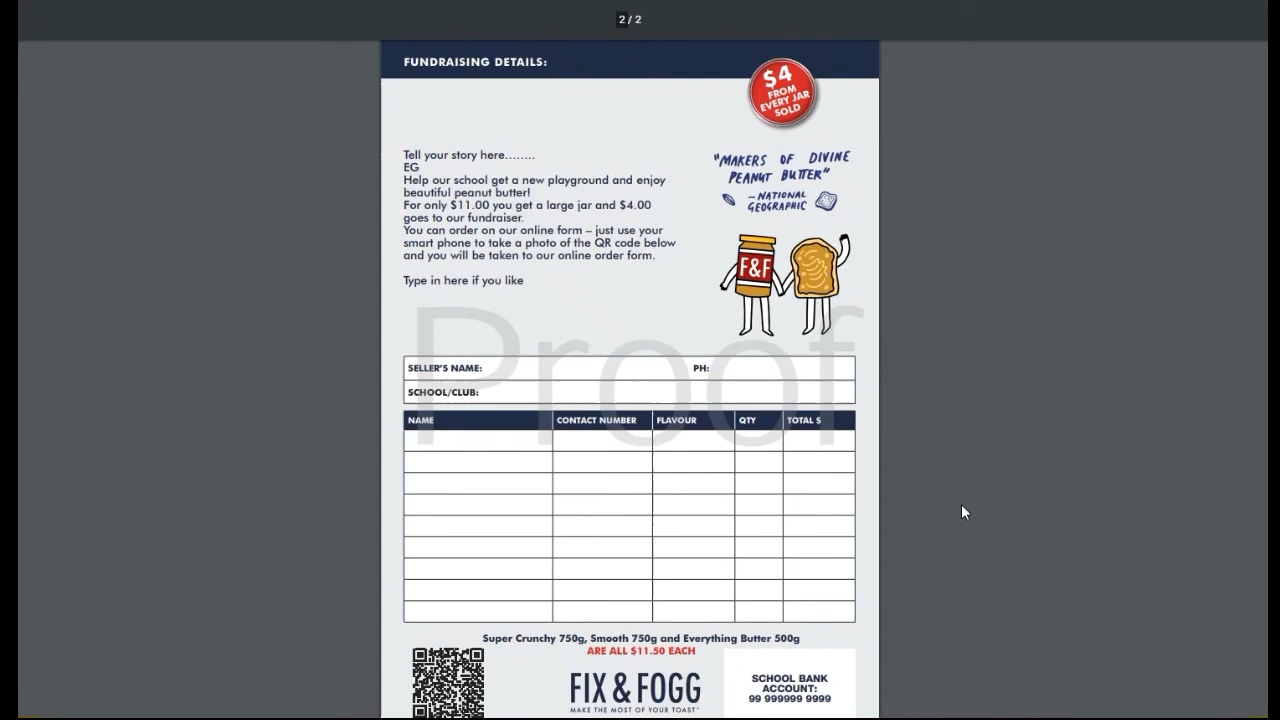 2 / 2
FUNDRAISING DETAILS:
$4
FROM
EVERY JAR
SOLD
Tell your story here........
EG
Help our school get a new playground and enjoy
beautiful peanut butter!
For only $11.00 you get a large jar and $4.00
goes to our fundraiser.
You can order on our online form – just use your
smart phone to take a photo of the QR code below
and you will be taken to our online order form.
Type in here if you like
"MAKERS OF DIVINE
PEANUT BUTTER"
–NATIONAL
GEOGRAPHIC
F&F
Proof
SELLER'S NAME: PH:
SCHOOL/CLUB:
NAME CONTACT NUMBER FLAVOUR QTY TOTAL $
Super Crunchy 750g, Smooth 750g and Everything Butter 500g
ARE ALL $11.50 EACH
FIX & FOGG
MAKE THE MOST OF YOUR TOAST™
SCHOOL BANK
ACCOUNT:
99 999999 9999